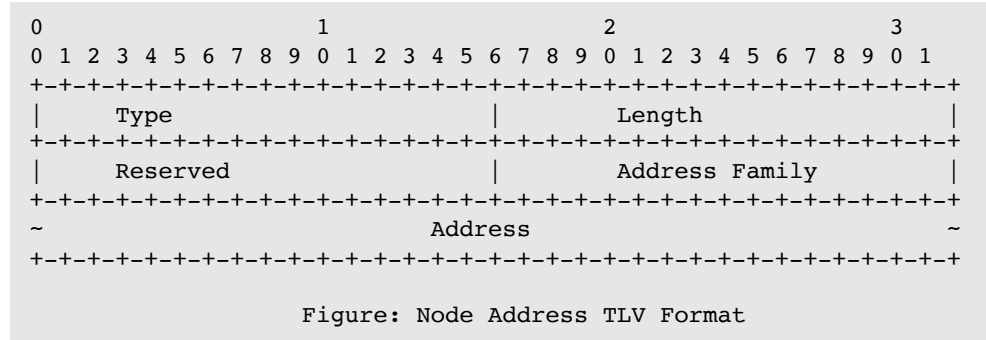 0                   1                   2                   3
0 1 2 3 4 5 6 7 8 9 0 1 2 3 4 5 6 7 8 9 0 1 2 3 4 5 6 7 8 9 0 1
+-+-+-+-+-+-+-+-+-+-+-+-+-+-+-+-+-+-+-+-+-+-+-+-+-+-+-+-+-+-+-+-+
|     Type                      |        Length                 |
+-+-+-+-+-+-+-+-+-+-+-+-+-+-+-+-+-+-+-+-+-+-+-+-+-+-+-+-+-+-+-+-+
|     Reserved                  |        Address Family         |
+-+-+-+-+-+-+-+-+-+-+-+-+-+-+-+-+-+-+-+-+-+-+-+-+-+-+-+-+-+-+-+-+
~                           Address                             ~
+-+-+-+-+-+-+-+-+-+-+-+-+-+-+-+-+-+-+-+-+-+-+-+-+-+-+-+-+-+-+-+-+
Figure: Node Address TLV Format